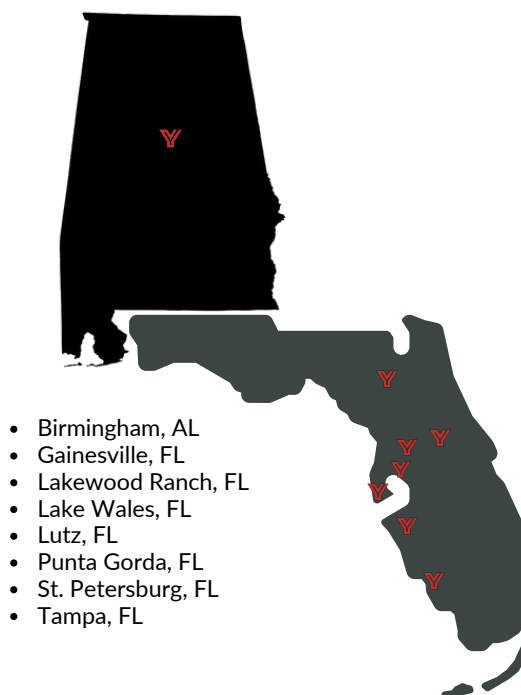 Y
Y
Y
Y
Y
Y
Y
Y
• Birmingham, AL
• Gainesville, FL
• Lakewood Ranch, FL
• Lake Wales, FL
• Lutz, FL
• Punta Gorda, FL
• St. Petersburg, FL
• Tampa, FL